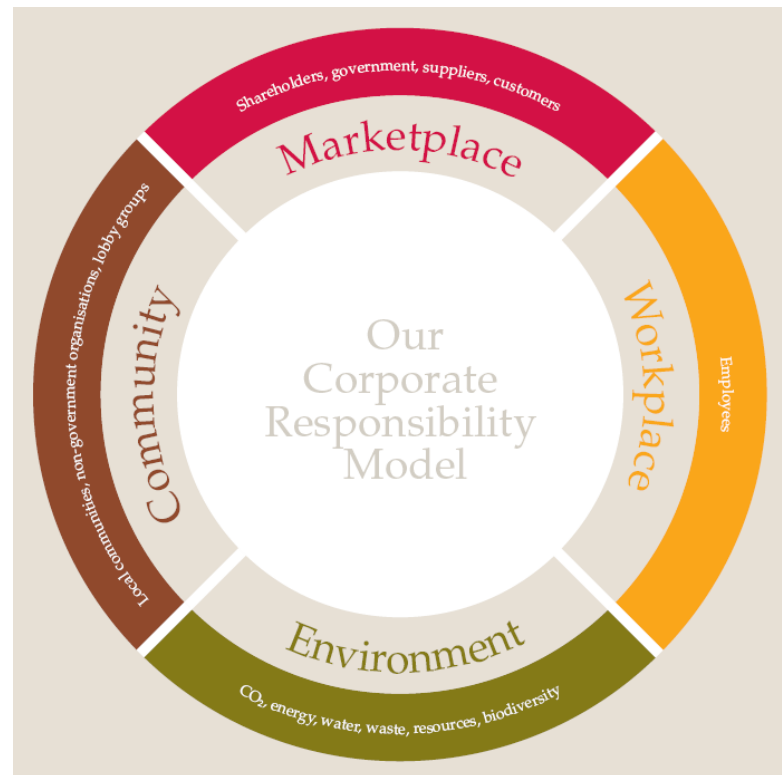 Shareholders, government, suppliers, customers
Marketplace
Workplace
Employees
Environment
CO₂, energy, water, waste, resources, biodiversity
Community
Local communities, non-government organisations, lobby groups
Our
Corporate
Responsibility
Model